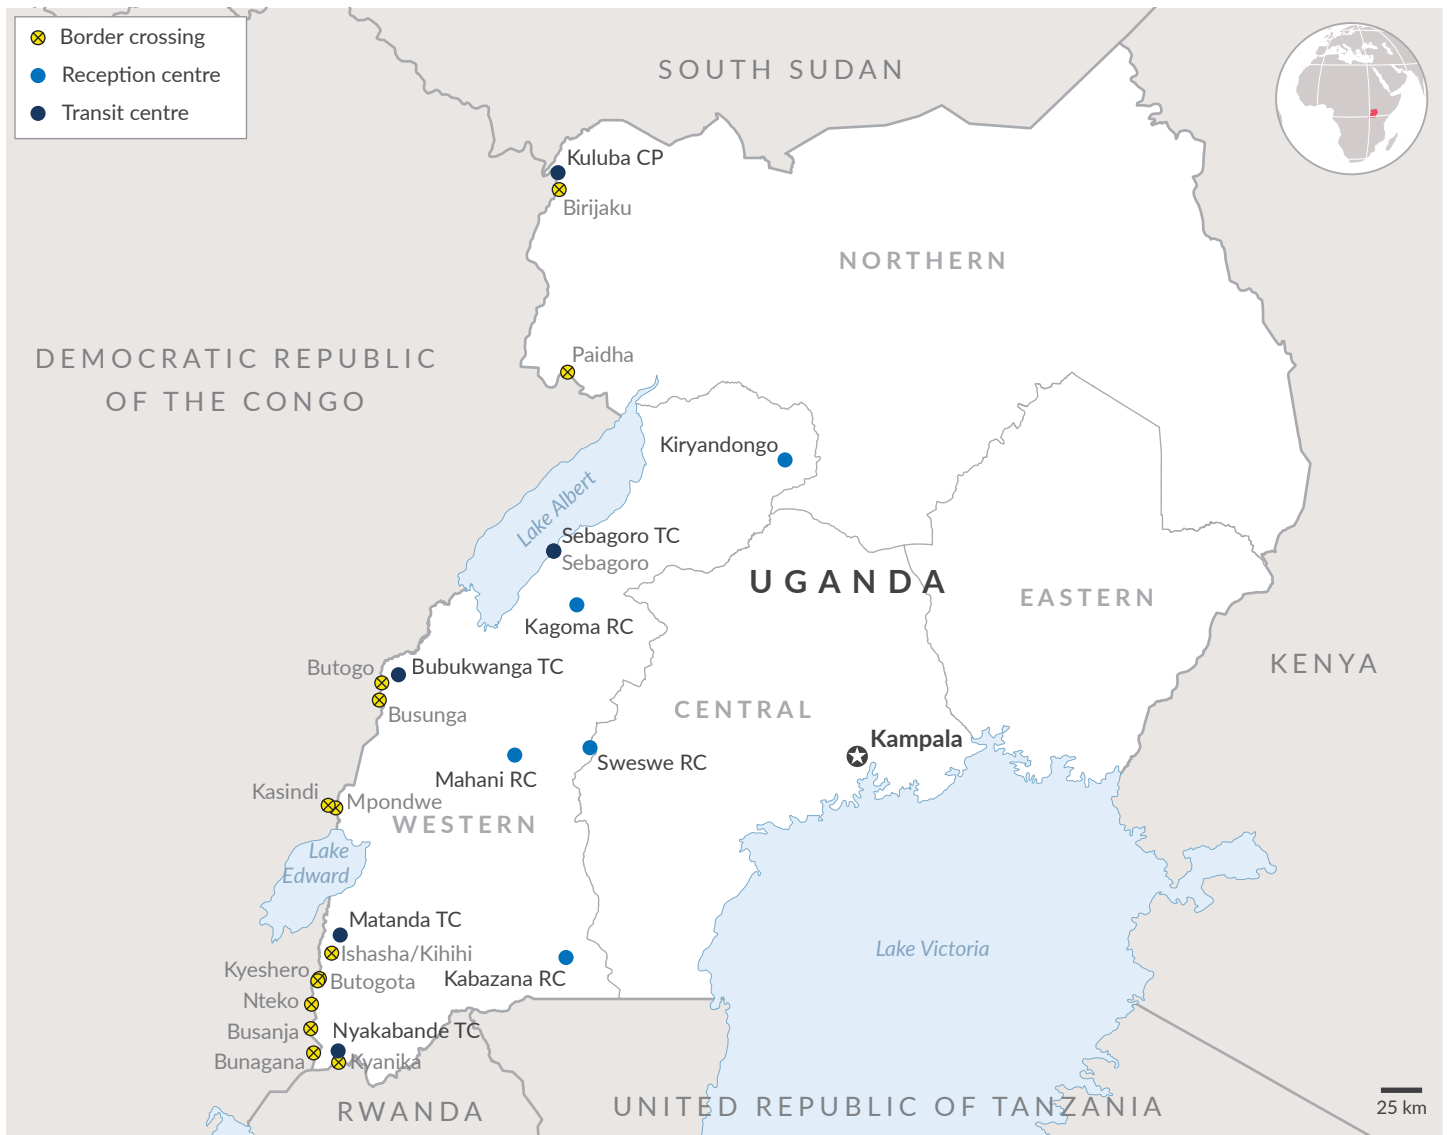 Border crossing
Reception centre
Transit centre
SOUTH SUDAN
Kuluba CP
Birijaku
NORTHERN
DEMOCRATIC REPUBLIC
OF THE CONGO
Paidha
Kiryandongo
Lake Albert
Sebagoro TC
Sebagoro
UGANDA
EASTERN
Kagoma RC
Butogo
Bubukwanga TC
KENYA
Busunga
CENTRAL
Kampala
Sweswe RC
Mahani RC
Kasindi
Mpondwe
WESTERN
Lake
Edward
Matanda TC
Ishasha/Kihihi
Lake Victoria
Kyeshero
Butogota
Kabazana RC
Nteko
Busanja
Nyakabande TC
Bunagana
Kyanika
RWANDA
UNITED REPUBLIC OF TANZANIA
25 km